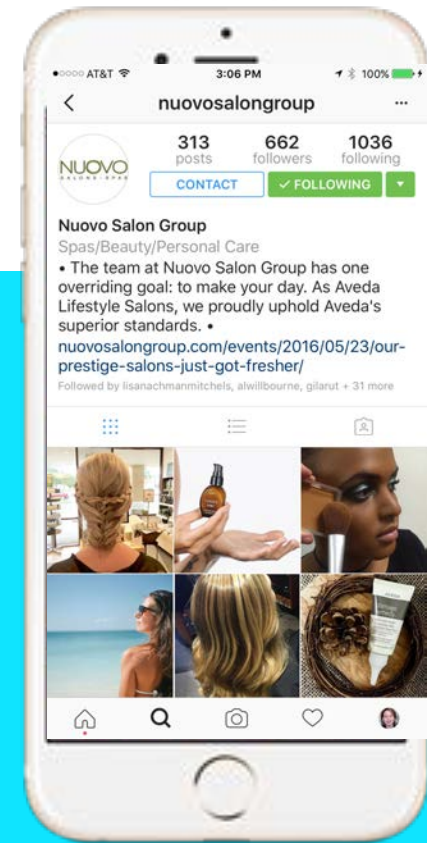 AT&T 3:06 PM 100%
nuovosalongroup ...
313 662 1036
posts followers following
NUOVO
SALONS • SPAS
CONTACT ✓ FOLLOWING
Nuovo Salon Group
Spas/Beauty/Personal Care
• The team at Nuovo Salon Group has one
overriding goal: to make your day. As Aveda
Lifestyle Salons, we proudly uphold Aveda's
superior standards. •
nuovosalongroup.com/events/2016/05/23/our-
prestige-salons-just-got-fresher/
Followed by lisanachmanmitchels, alwillbourne, gilarut + 31 more